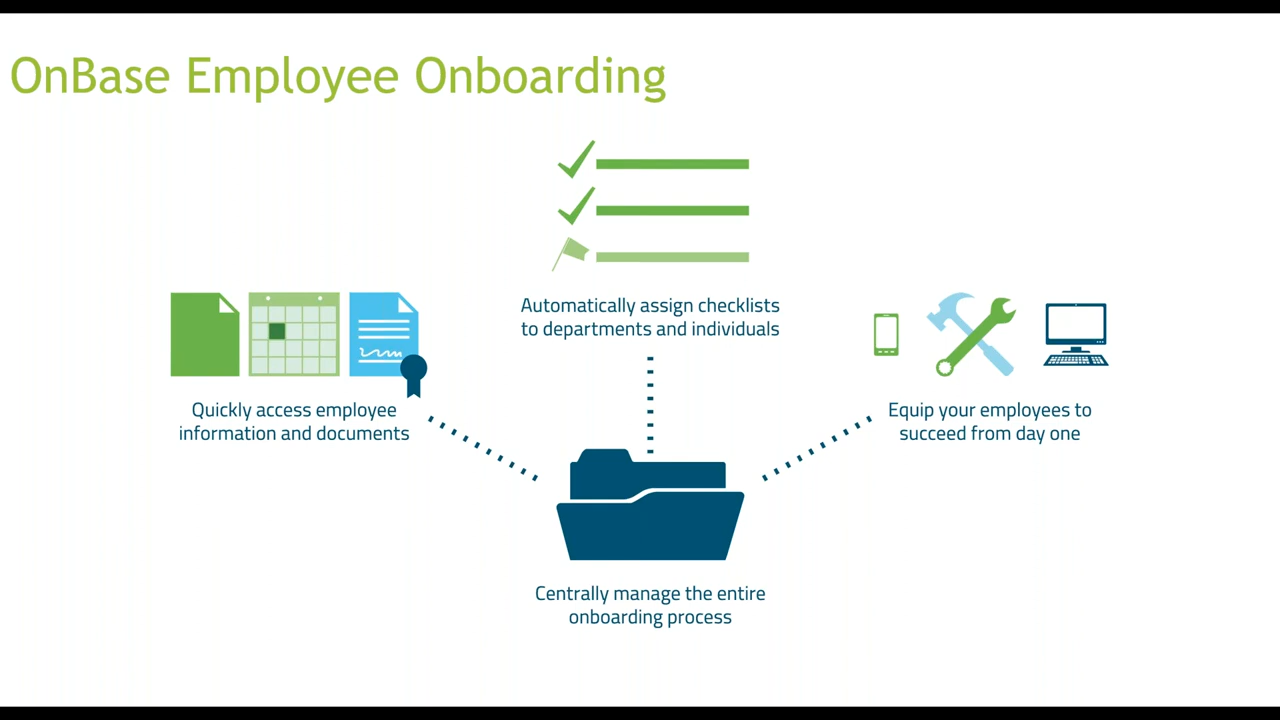 OnBase Employee Onboarding
Automatically assign checklists
to departments and individuals
Quickly access employee
information and documents
Equip your employees to
succeed from day one
Centrally manage the entire
onboarding process